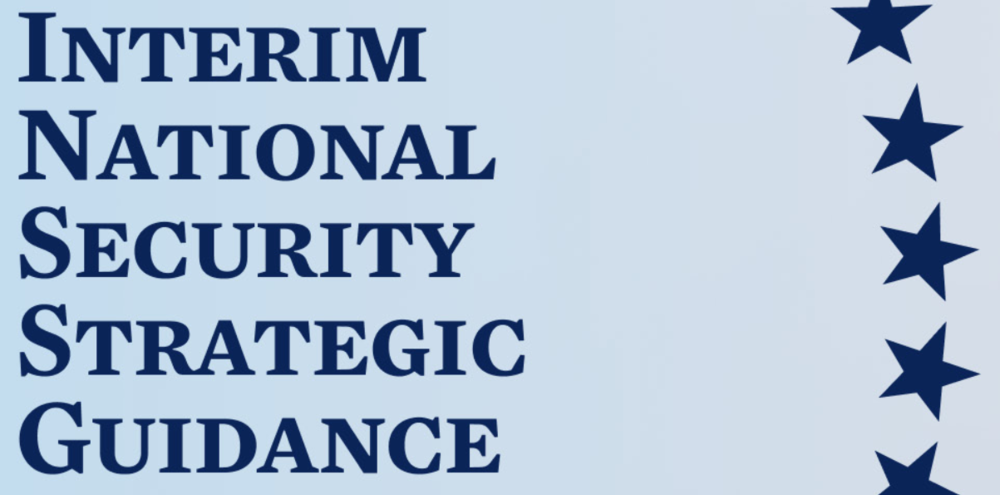 INTERIM
NATIONAL
SECURITY
STRATEGIC
GUIDANCE